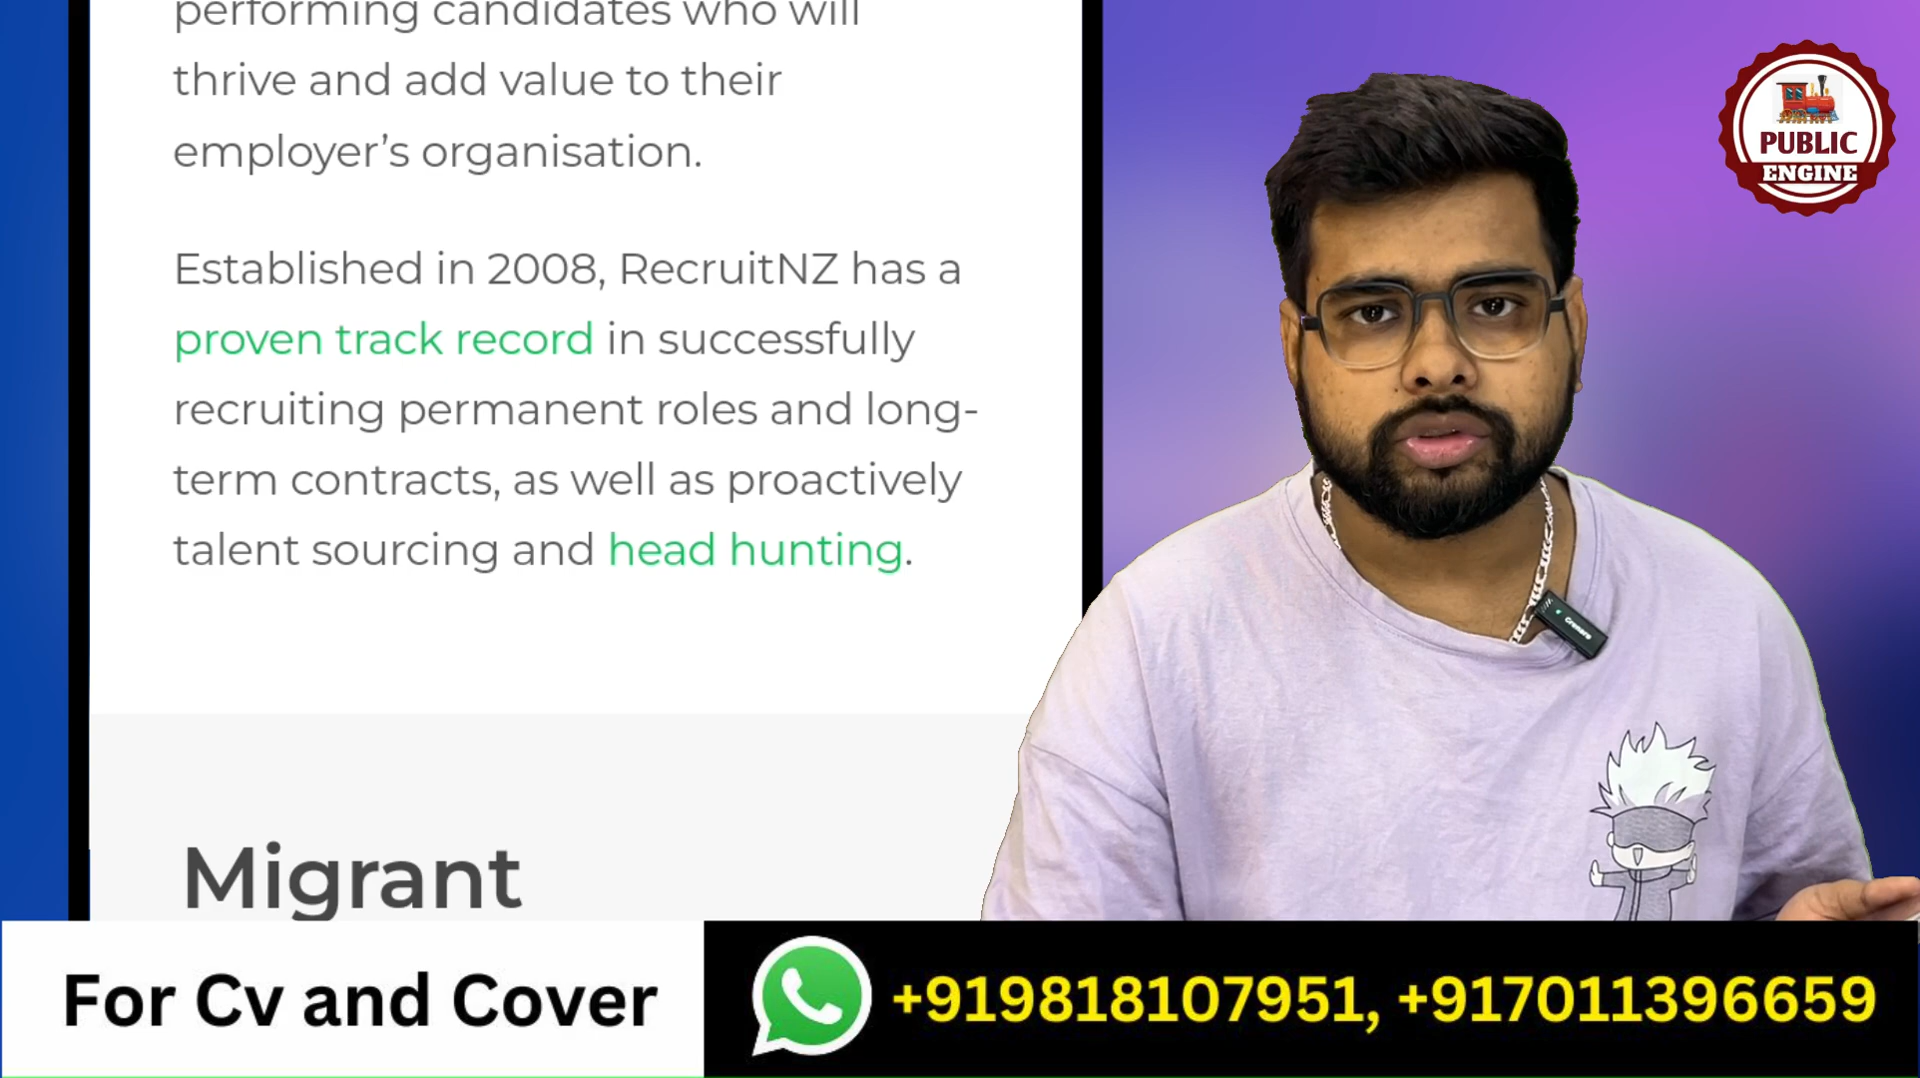 performing candidates who will
thrive and add value to their
employer’s organisation.
Established in 2008, RecruitNZ has a
proven track record in successfully
recruiting permanent roles and long-
term contracts, as well as proactively
talent sourcing and head hunting.
Migrant
PUBLIC
ENGINE
For Cv and Cover
+919818107951, +917011396659